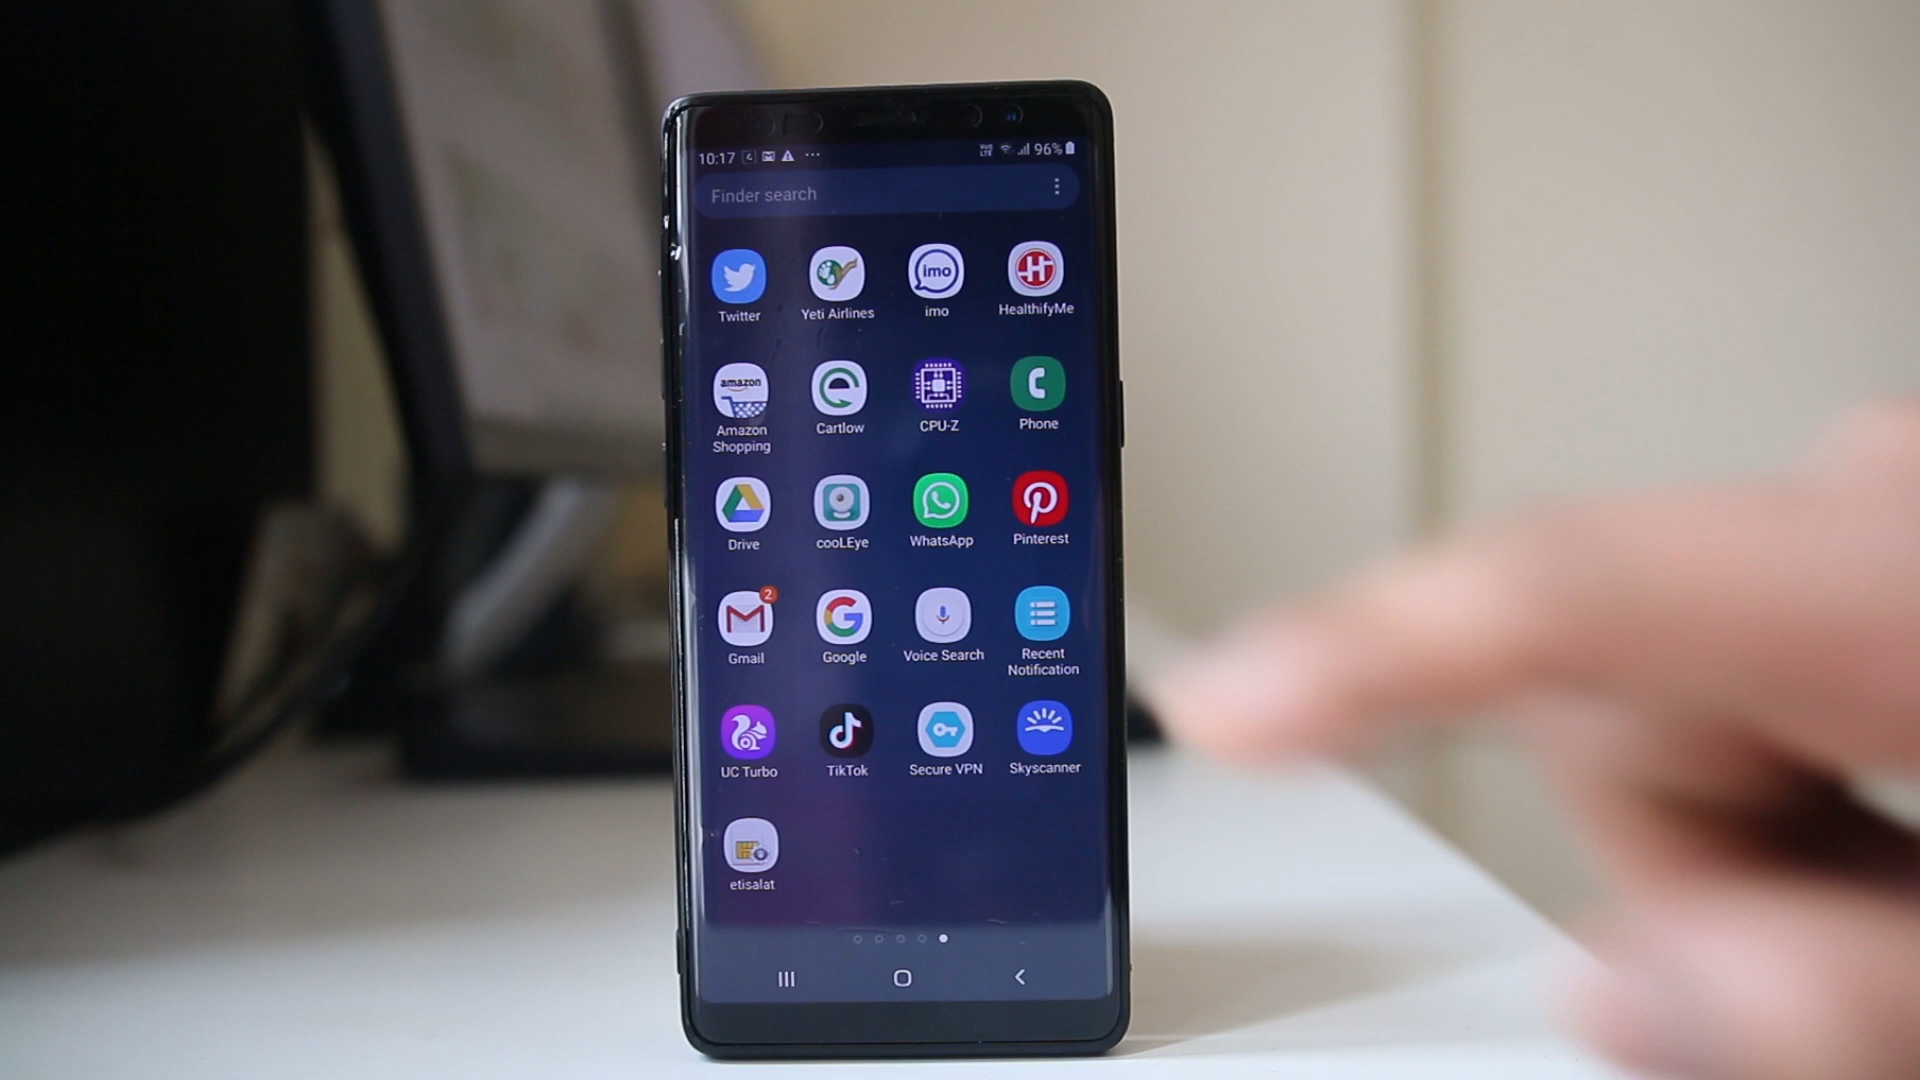 10:17 96%
Finder search
Twitter Yeti Airlines imo HealthifyMe
amazon
Amazon Shopping Cartlow CPU-Z Phone
Drive cooLEye WhatsApp Pinterest
2
Gmail Google Voice Search Recent Notification
UC Turbo TikTok Secure VPN Skyscanner
etisalat